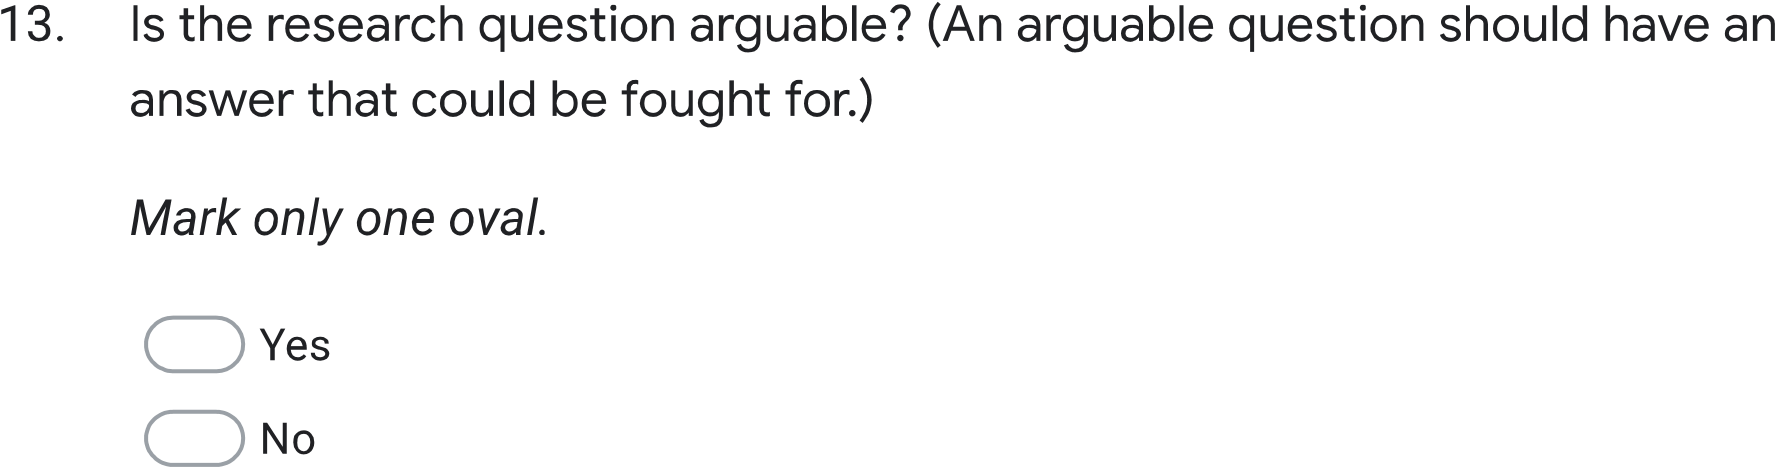 13. Is the research question arguable? (An arguable question should have an
answer that could be fought for.)
Mark only one oval.
Yes
No